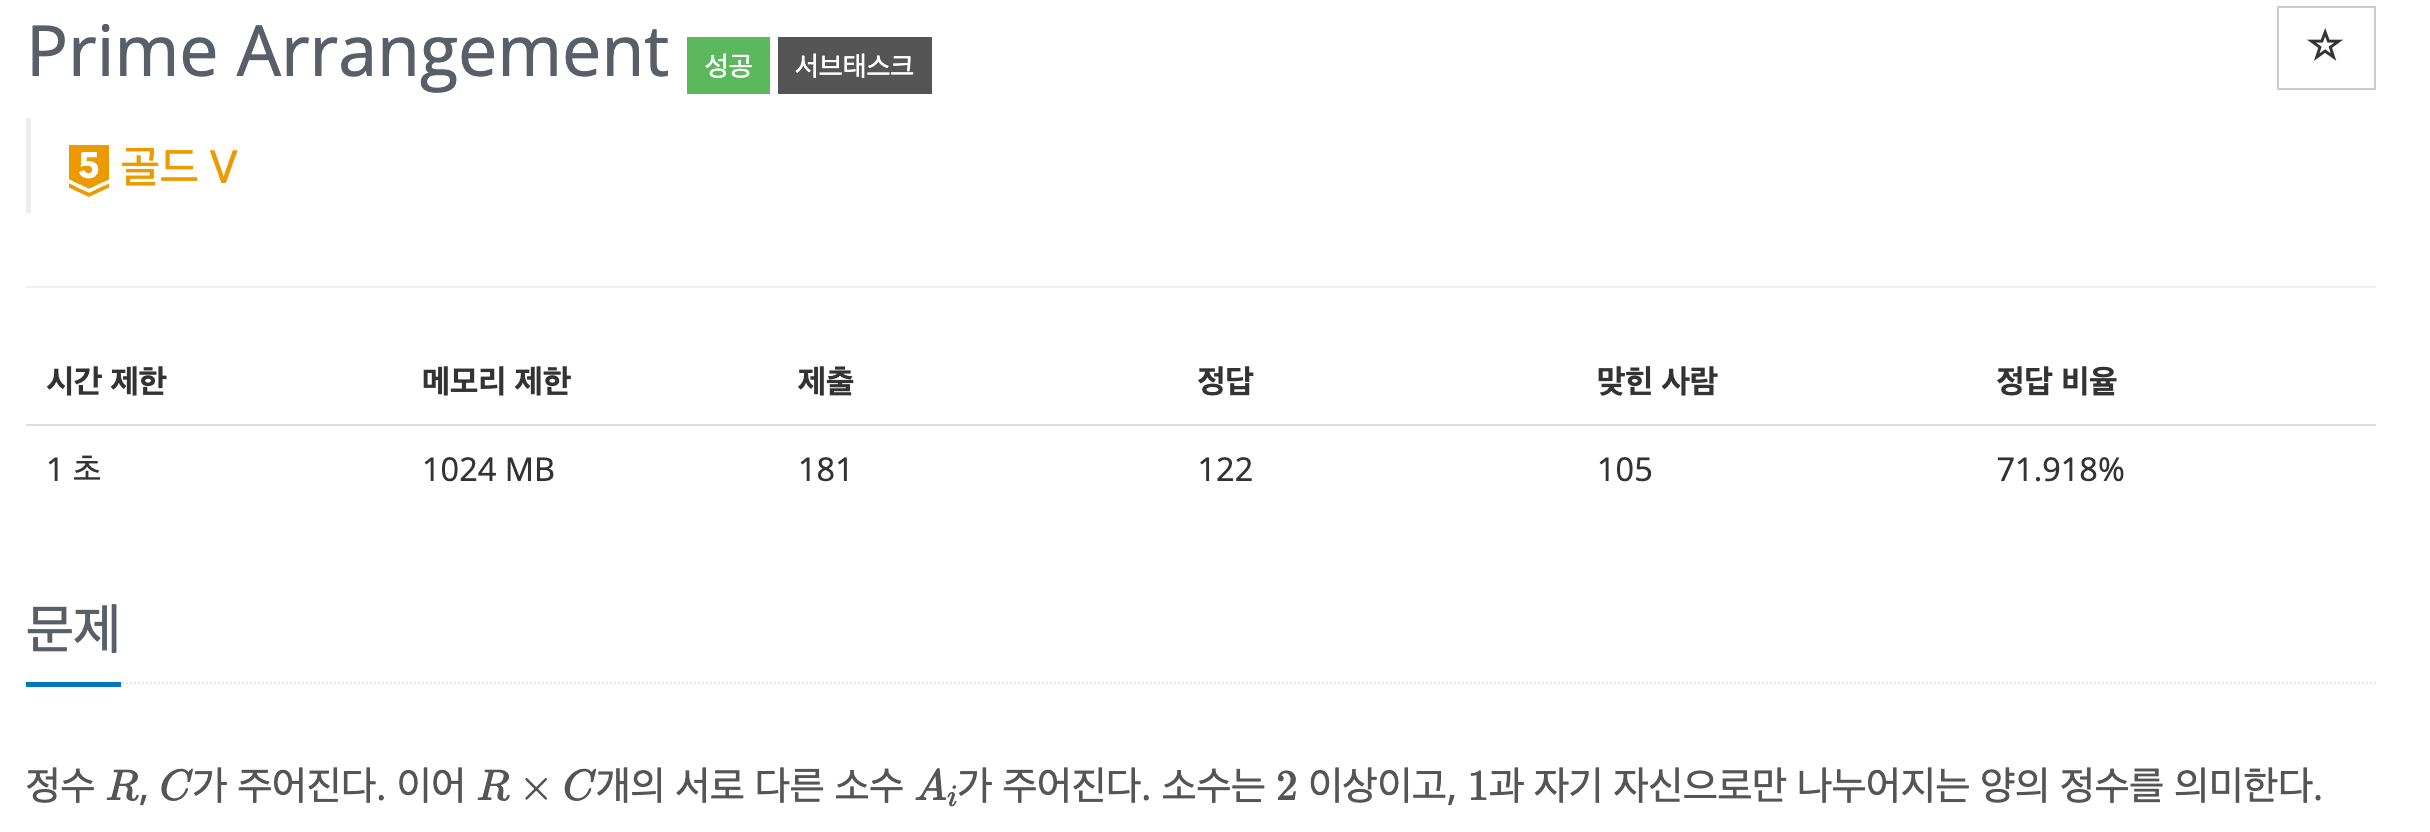 Prime Arrangement 성공 서브태스크
5 골드 V
시간 제한 메모리 제한 제출 정답 맞힌 사람 정답 비율
1 초 1024 MB 181 122 105 71.918%
문제
정수 R, C가 주어진다. 이어 R × C개의 서로 다른 소수 A_i가 주어진다. 소수는 2 이상이고, 1과 자기 자신으로만 나누어지는 양의 정수를 의미한다.